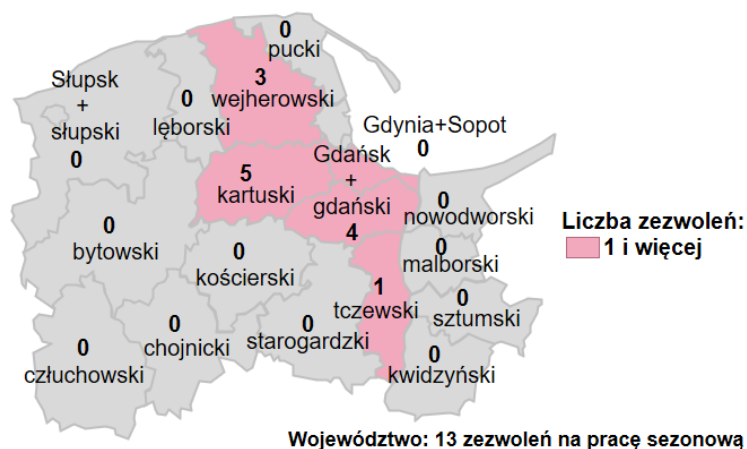 0
pucki
3
wejherowski
Słupsk
+
słupski
0
0
lęborski
Gdynia+Sopot
0
Gdańsk
+
gdański
4
5
kartuski
0
nowodworski
0
bytowski
0
kościerski
0
malborski
1
tczewski
0
sztumski
0
człuchowski
0
chojnicki
0
starogardzki
0
kwidzyński
Liczba zezwoleń:
1 i więcej
Województwo: 13 zezwoleń na pracę sezonową